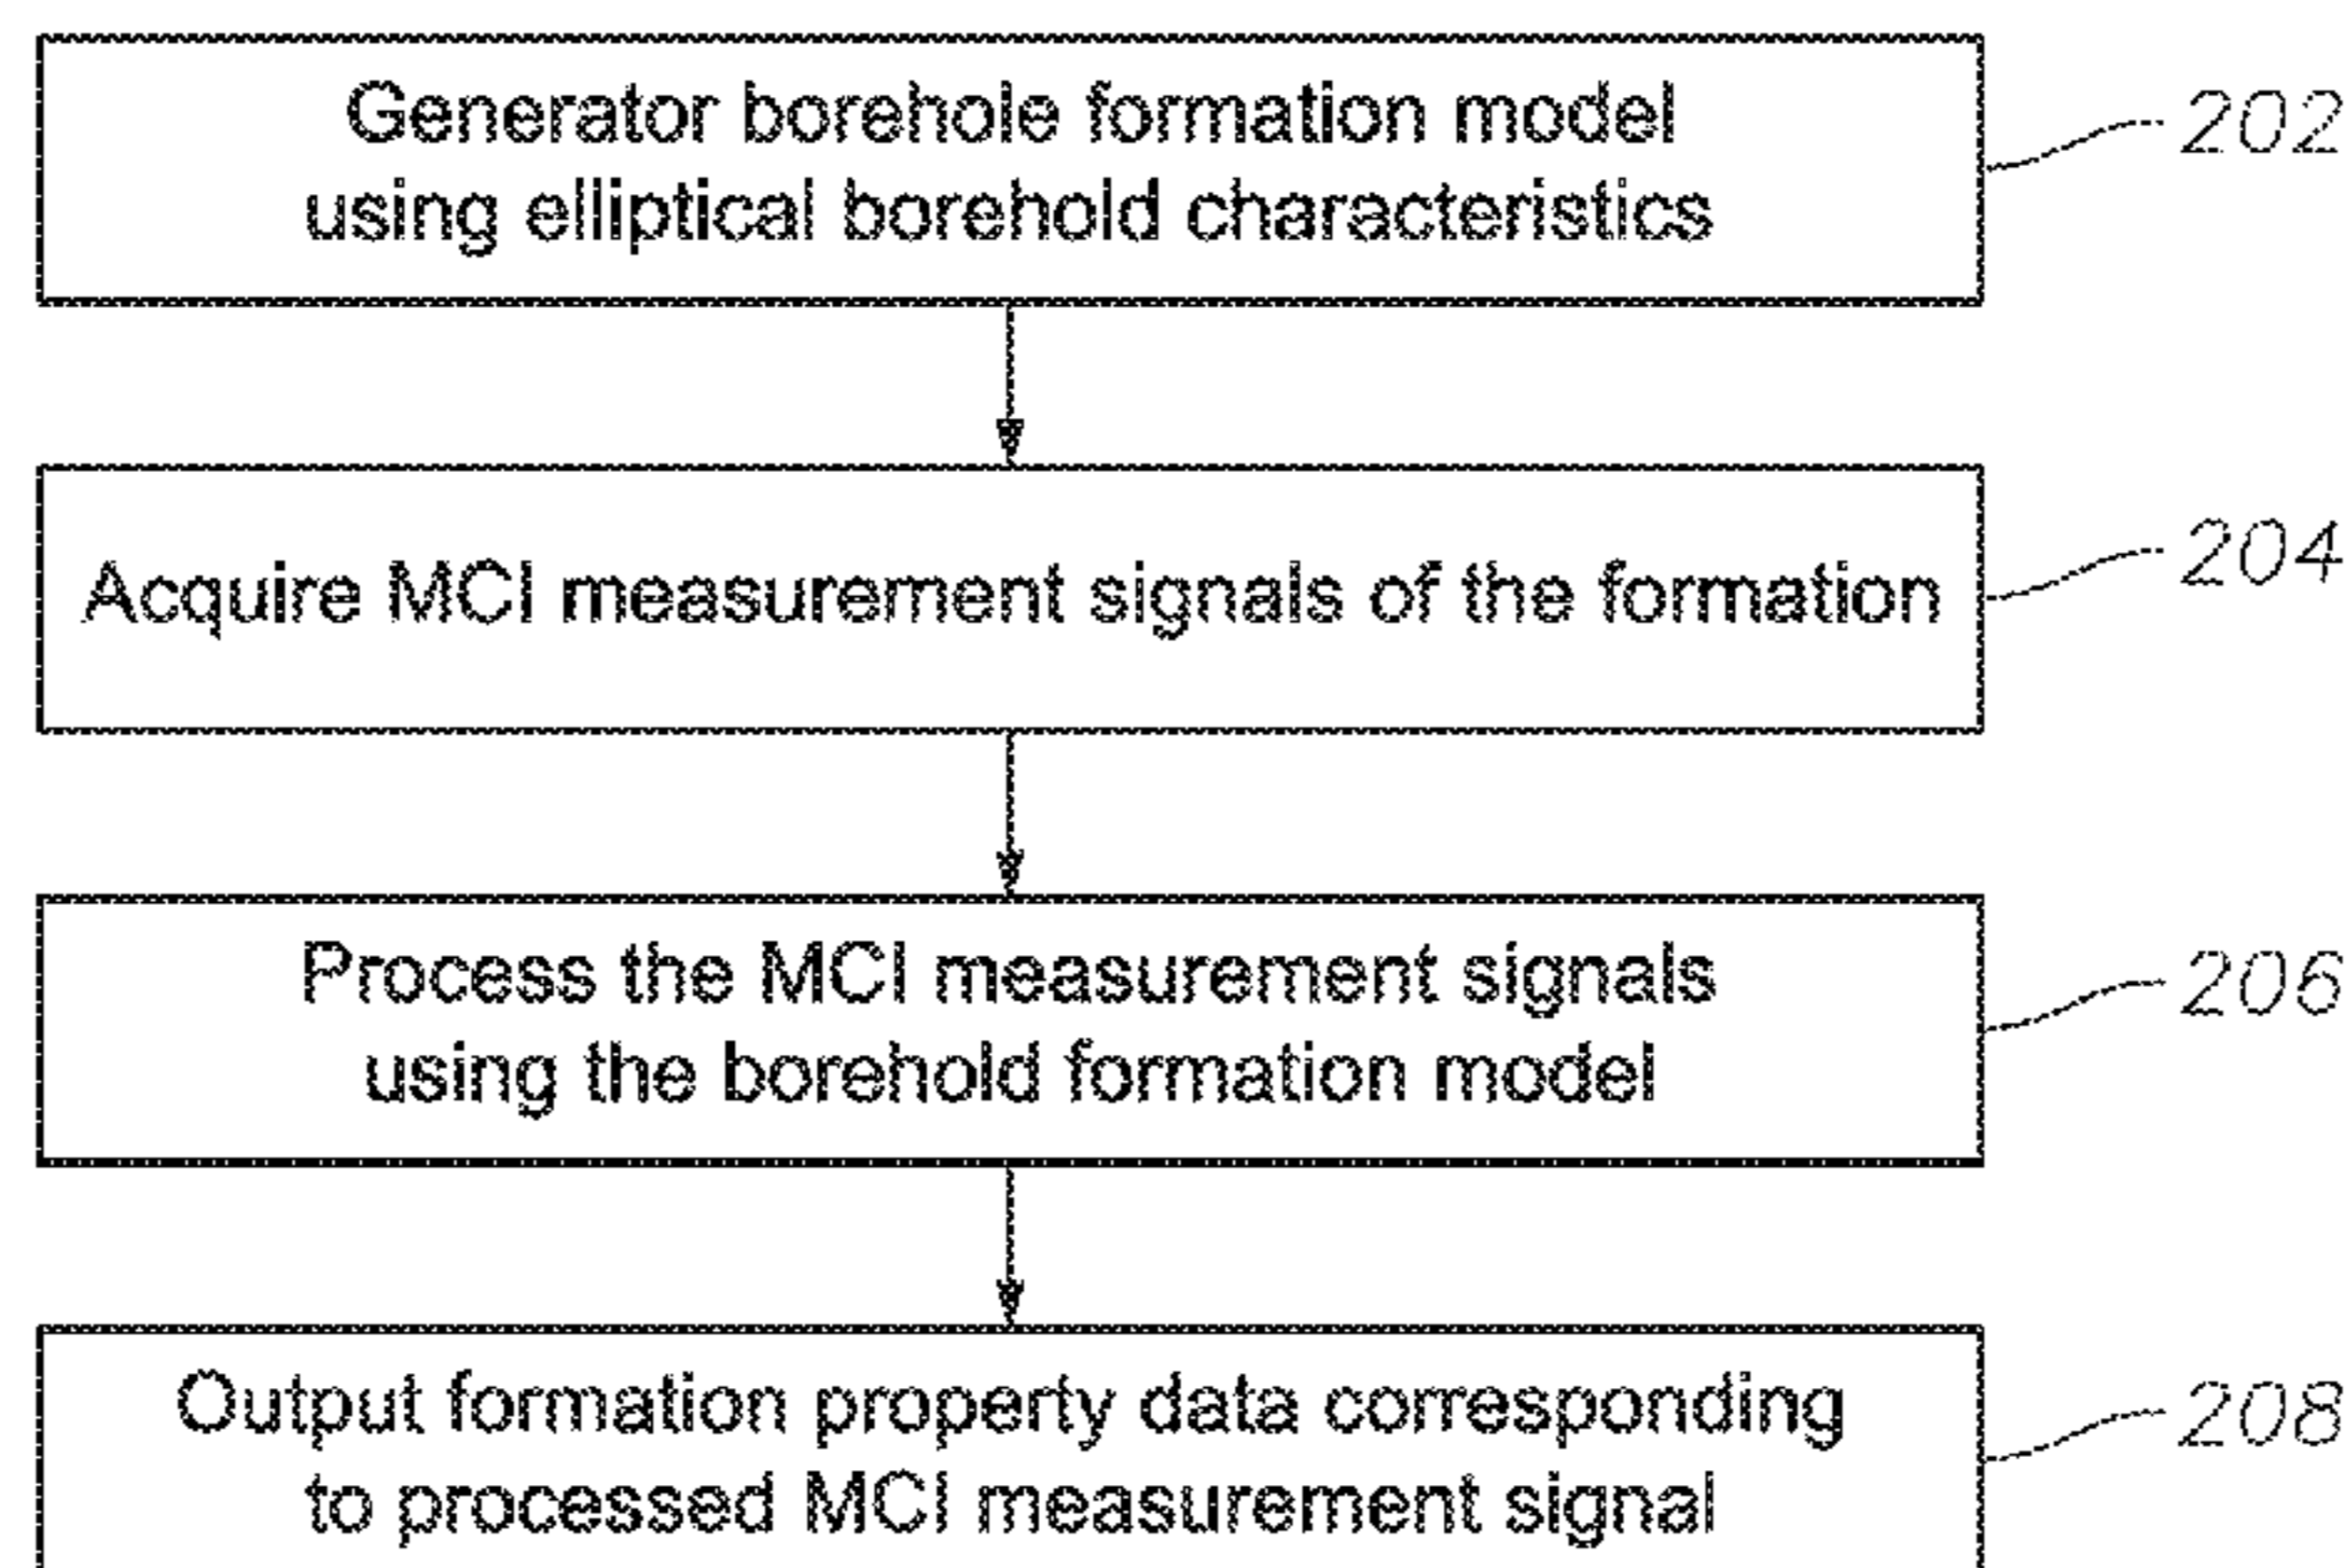 Generator borehole formation model
using elliptical borehold characteristics
202
Acquire MCI measurement signals of the formation
204
Process the MCI measurement signals
using the borehold formation model
206
Output formation property data corresponding
to processed MCI measurement signal
208